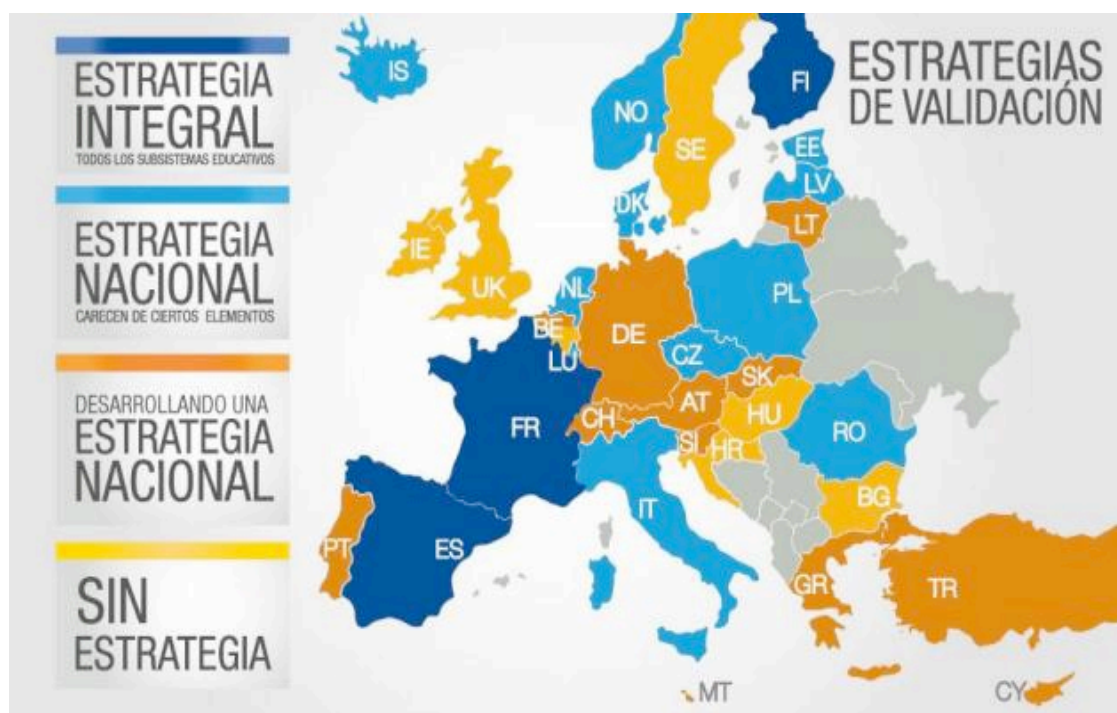 ESTRATEGIA
INTEGRAL
TODOS LOS SUBSISTEMAS EDUCATIVOS
ESTRATEGIA
NACIONAL
CARECEN DE CIERTOS ELEMENTOS
DESARROLLANDO UNA
ESTRATEGIA
NACIONAL
SIN
ESTRATEGIA
ESTRATEGIAS
DE VALIDACIÓN
IS
FI
NO
SE
EE
LV
DK
LT
IE
UK
NL
PL
BE
DE
LU
CZ
SK
FR
CH
AT
HU
RO
SI
HR
BG
IT
PT
ES
GR
TR
MT
CY